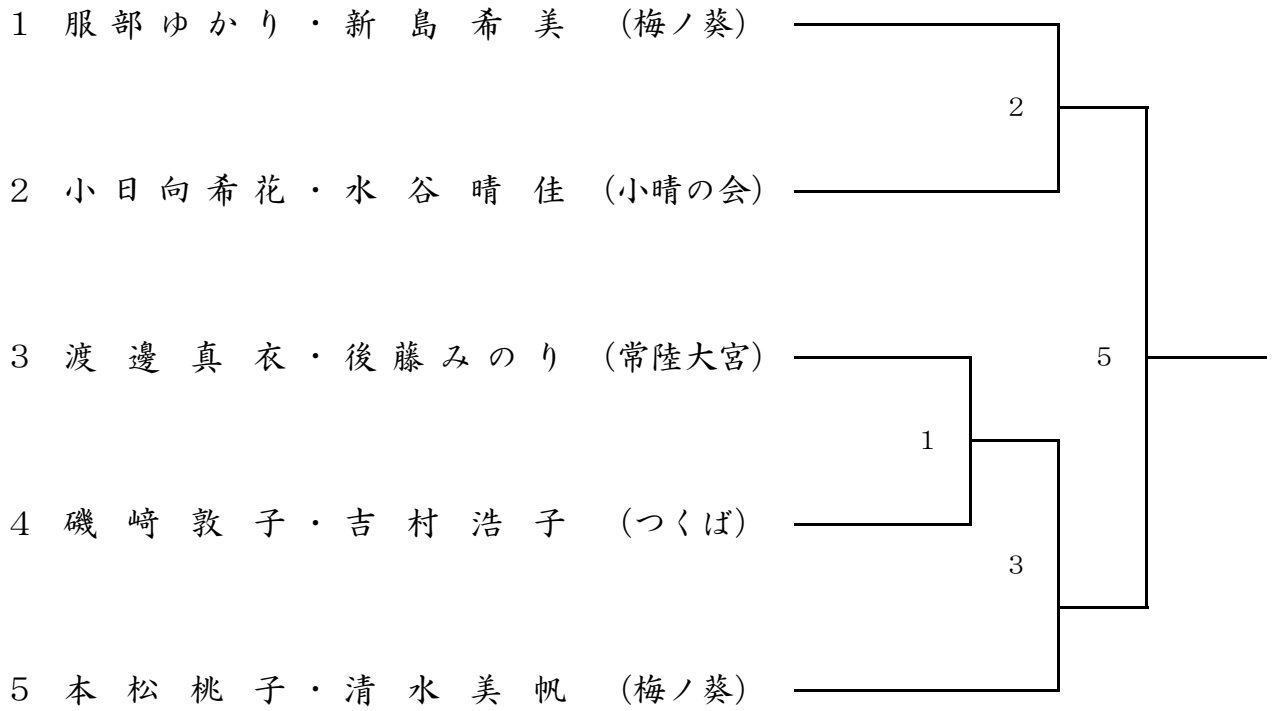 1 服部ゆかり・新島希美 (梅ノ葵)
2
2 小日向希花・水谷晴佳 (小晴の会)
3 渡邊真衣・後藤みのり (常陸大宮)
5
1
4 磯﨑敦子・吉村浩子 (つくば)
3
5 本松桃子・清水美帆 (梅ノ葵)